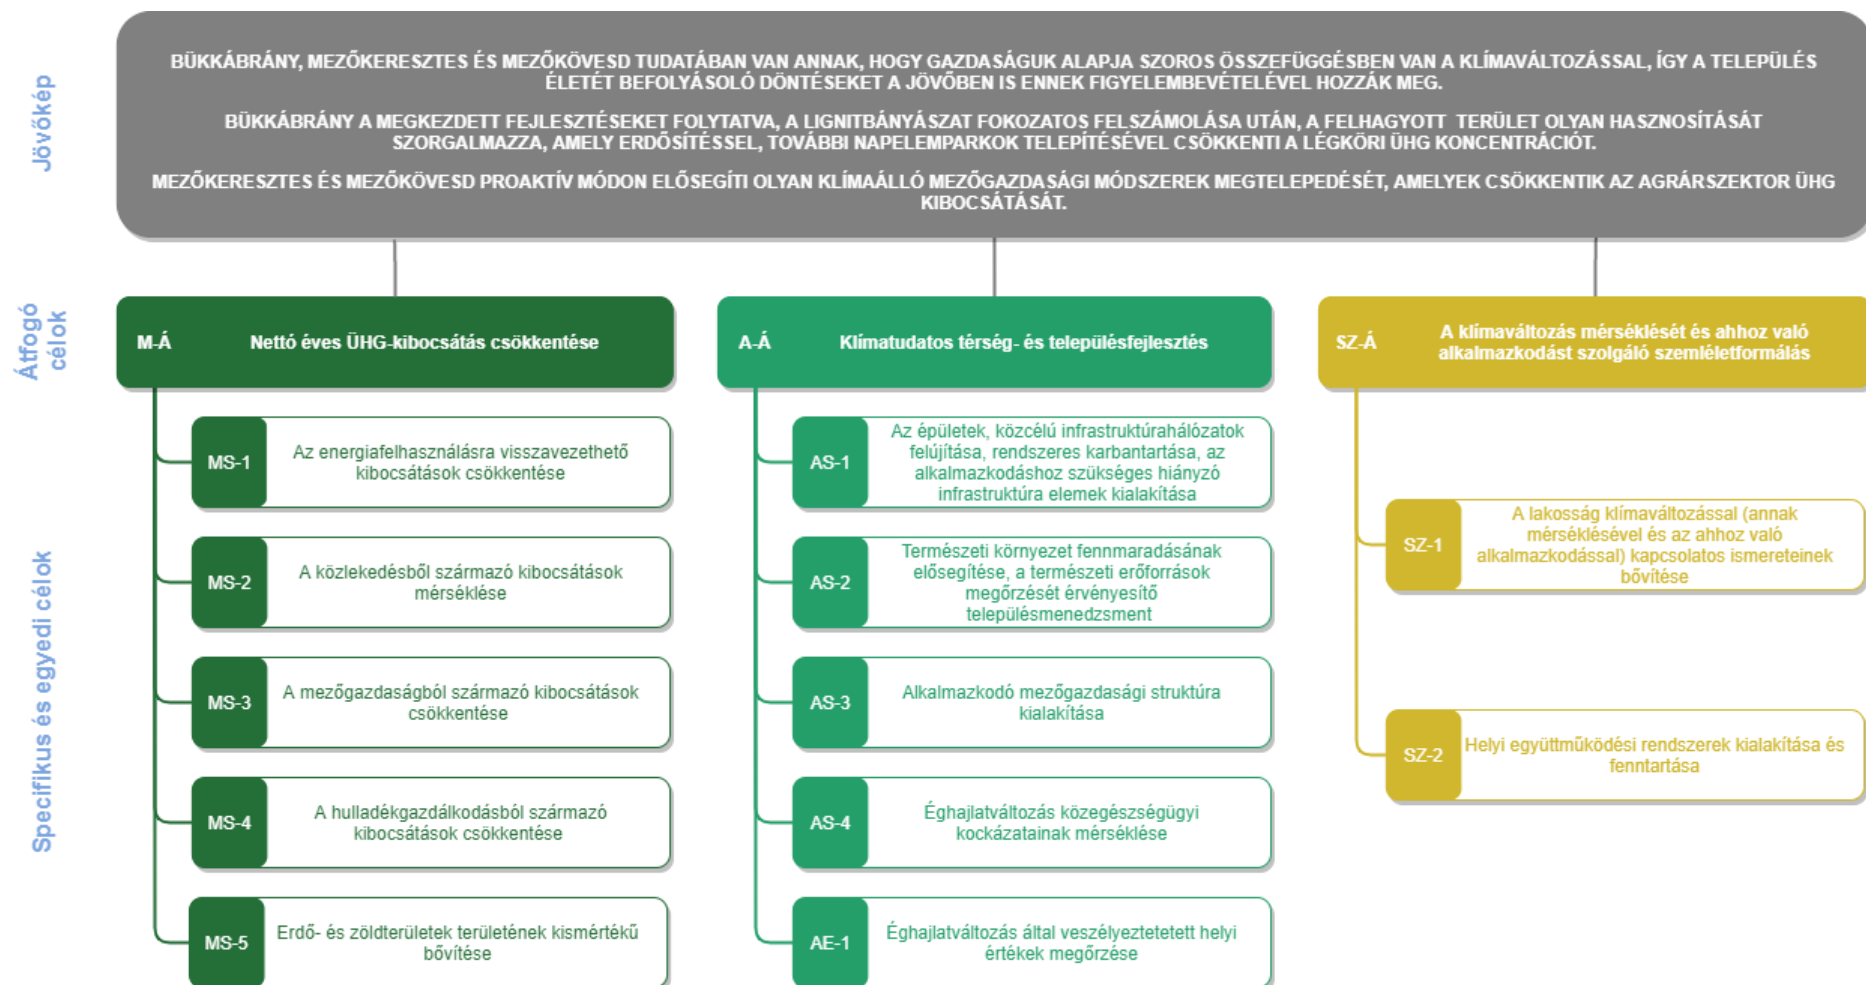 Jövőkép
BÜKKÁBRÁNY, MEZŐKERESZTES ÉS MEZŐKÖVESD TUDATÁBAN VAN ANNAK, HOGY GAZDASÁGUK ALAPJA SZOROS ÖSSZEFÜGGÉSBEN VAN A KLÍMAVÁLTOZÁSSAL, ÍGY A TELEPÜLÉS
ÉLETÉT BEFOLYÁSOLÓ DÖNTÉSEKET A JÖVŐBEN IS ENNEK FIGYELEMBEVÉTELÉVEL HOZZÁK MEG.
BÜKKÁBRÁNY A MEGKEZDETT FEJLESZTÉSEKET FOLYTATVA, A LIGNITBÁNYÁSZAT FOKOZATOS FELSZÁMOLÁSA UTÁN, A FELHAGYOTT TERÜLET OLYAN HASZNOSÍTÁSÁT
SZORGALMAZZA, AMELY ERDŐSÍTÉSSEL, TOVÁBBI NAPELEMPARKOK TELEPÍTÉSÉVEL CSÖKKENTI A LÉGKÖRI ÜHG KONCENTRÁCIÓT.
MEZŐKERESZTES ÉS MEZŐKÖVESD PROAKTÍV MÓDON ELŐSEGÍTI OLYAN KLÍMAÁLLÓ MEZŐGAZDASÁGI MÓDSZEREK MEGTELEPEDÉSÉT, AMELYEK CSÖKKENTIK AZ AGRÁRSZEKTOR ÜHG
KIBOCSÁTÁSÁT.
Átfogó
célok
M-Á
Nettó éves ÜHG-kibocsátás csökkentése
A-Á
Klímatudatos térség- és településfejlesztés
SZ-Á
A klímaváltozás mérséklését és ahhoz való
alkalmazkodást szolgáló szemléletformálás
Specifikus és egyedi célok
MS-1
Az energiafelhasználásra visszavezethető
kibocsátások csökkentése
MS-2
A közlekedésből származó kibocsátások
mérséklése
MS-3
A mezőgazdaságból származó kibocsátások
csökkentése
MS-4
A hulladékgazdálkodásból származó
kibocsátások csökkentése
MS-5
Erdő- és zöldterületek területének kismértékű
bővítése
AS-1
Az épületek, közcélú infrastruktúrahálózatok
felújítása, rendszeres karbantartása, az
alkalmazkodáshoz szükséges hiányzó
infrastruktúra elemek kialakítása
AS-2
Természeti környezet fennmaradásának
elősegítése, a természeti erőforrások
megőrzését érvényesítő
településmenedzsment
AS-3
Alkalmazkodó mezőgazdasági struktúra
kialakítása
AS-4
Éghajlatváltozás közegészségügyi
kockázatainak mérséklése
AE-1
Éghajlatváltozás által veszélyeztetetett helyi
értékek megőrzése
SZ-1
A lakosság klímaváltozással (annak
mérséklésével és az ahhoz való
alkalmazkodással) kapcsolatos ismereteinek
bővítése
SZ-2
Helyi együttműködési rendszerek kialakítása és
fenntartása